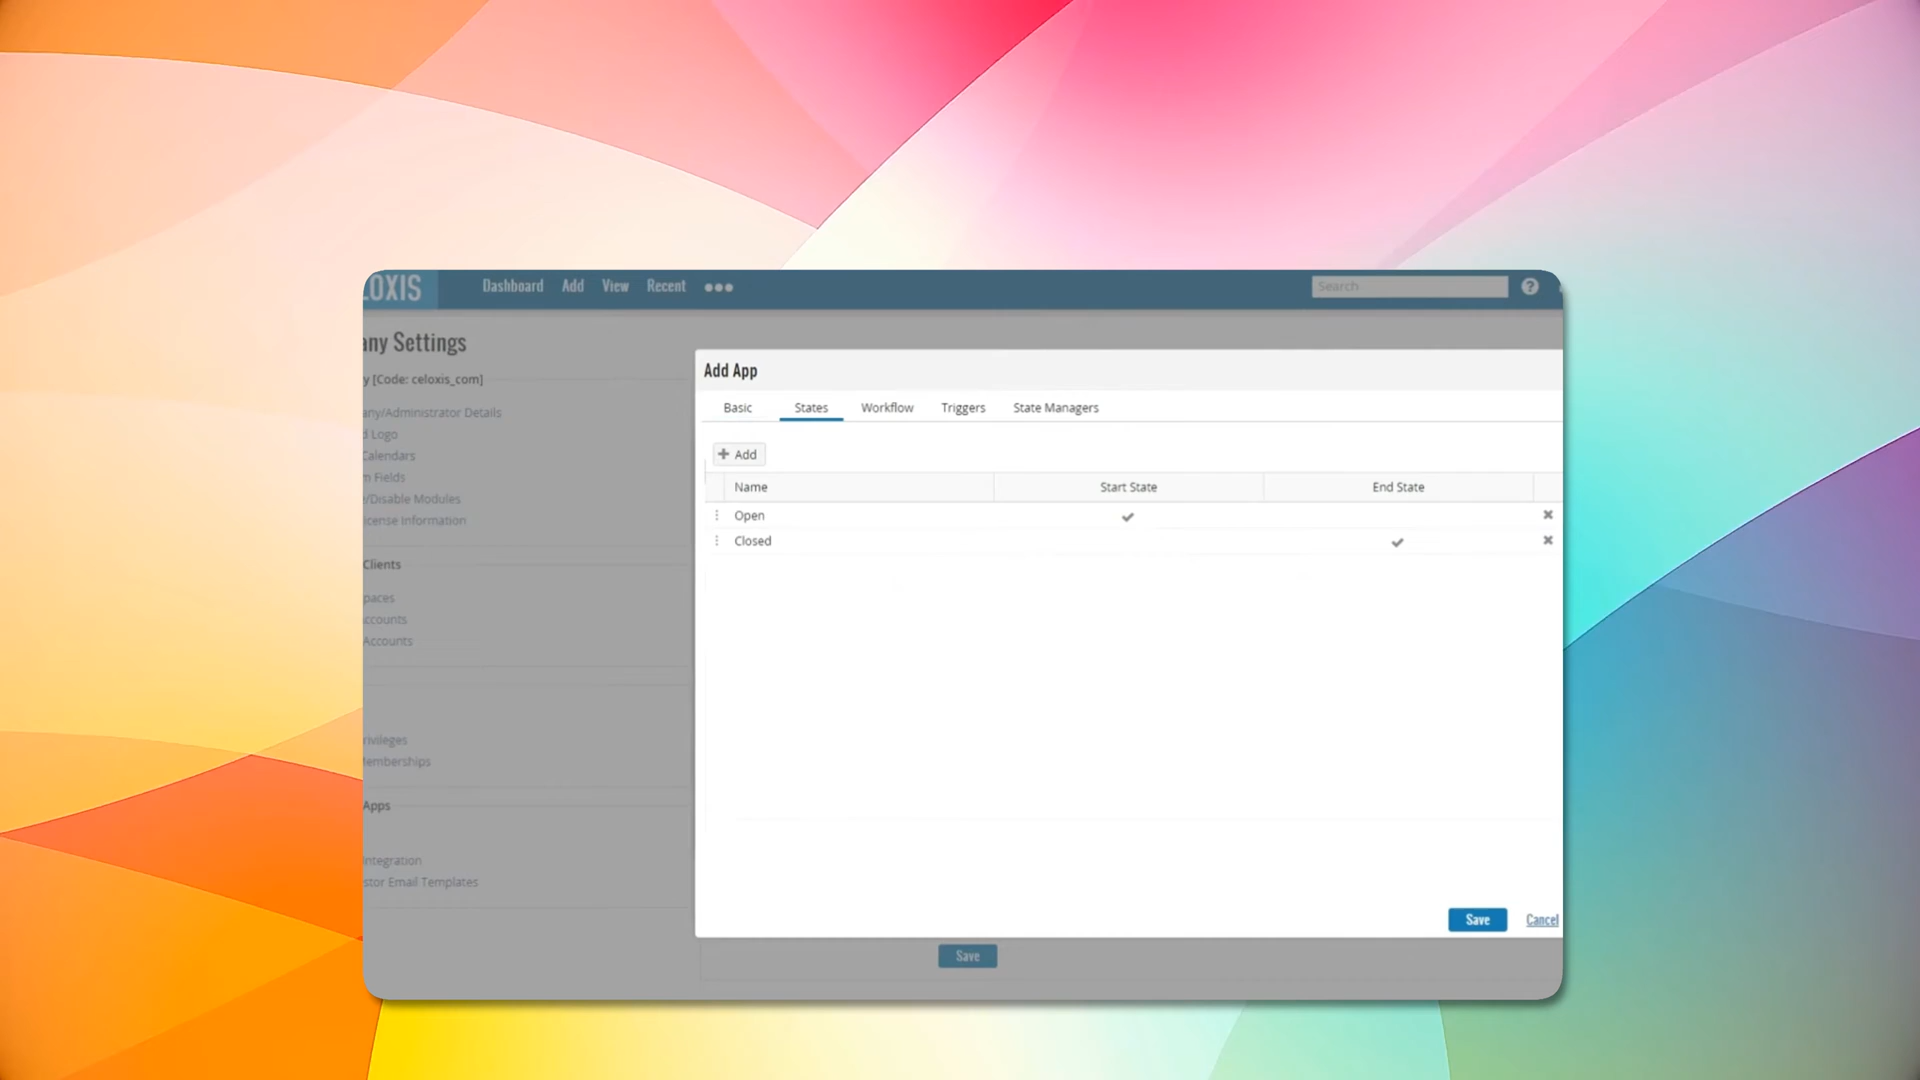 LOXIS
Dashboard Add View Recent
Search
any Settings
y [Code: celoxis_com]
any/Administrator Details
d Logo
Calendars
m Fields
e/Disable Modules
icense Information
Clients
paces
ccounts
Accounts
rivileges
Memberships
Apps
Integration
stor Email Templates
Add App
Basic States Workflow Triggers State Managers
+ Add
Name Start State End State
Open
Closed
Save Cancel
Save